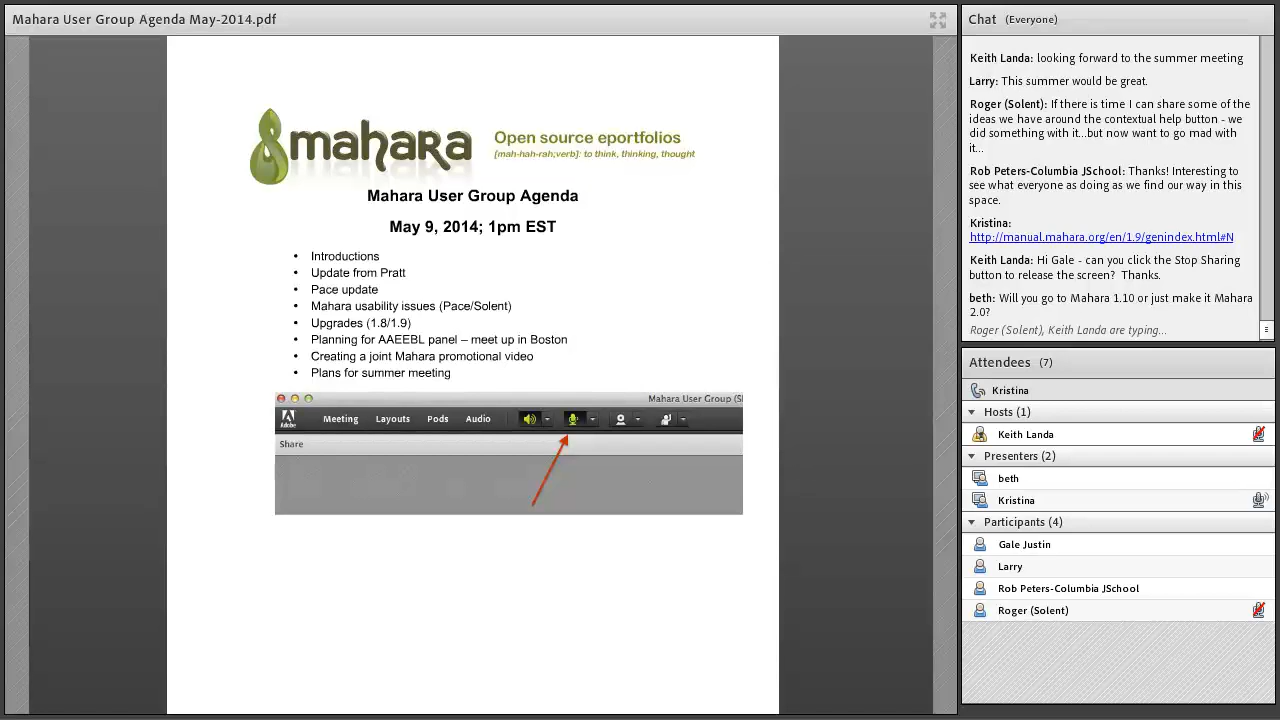 Mahara User Group Agenda May-2014.pdf
mahara
Open source eportfolios
[mah-hah-rah;verb]: to think, thinking, thought
Mahara User Group Agenda
May 9, 2014; 1pm EST
• Introductions
• Update from Pratt
• Pace update
• Mahara usability issues (Pace/Solent)
• Upgrades (1.8/1.9)
• Planning for AAEEBL panel – meet up in Boston
• Creating a joint Mahara promotional video
• Plans for summer meeting
Mahara User Group (S
Adobe
Meeting Layouts Pods Audio
Share
Chat (Everyone)
Keith Landa: looking forward to the summer meeting
Larry: This summer would be great.
Roger (Solent): If there is time I can share some of the
ideas we have around the contextual help button - we
did something with it...but now want to go mad with
it...
Rob Peters-Columbia JSchool: Thanks! Interesting to
see what everyone as doing as we find our way in this
space.
Kristina:
http://manual.mahara.org/en/1.9/genindex.html#N
Keith Landa: Hi Gale - can you click the Stop Sharing
button to release the screen? Thanks.
beth: Will you go to Mahara 1.10 or just make it Mahara
2.0?
Roger (Solent), Keith Landa are typing...
Attendees (7)
Kristina
Hosts (1)
Keith Landa
Presenters (2)
beth
Kristina
Participants (4)
Gale Justin
Larry
Rob Peters-Columbia JSchool
Roger (Solent)